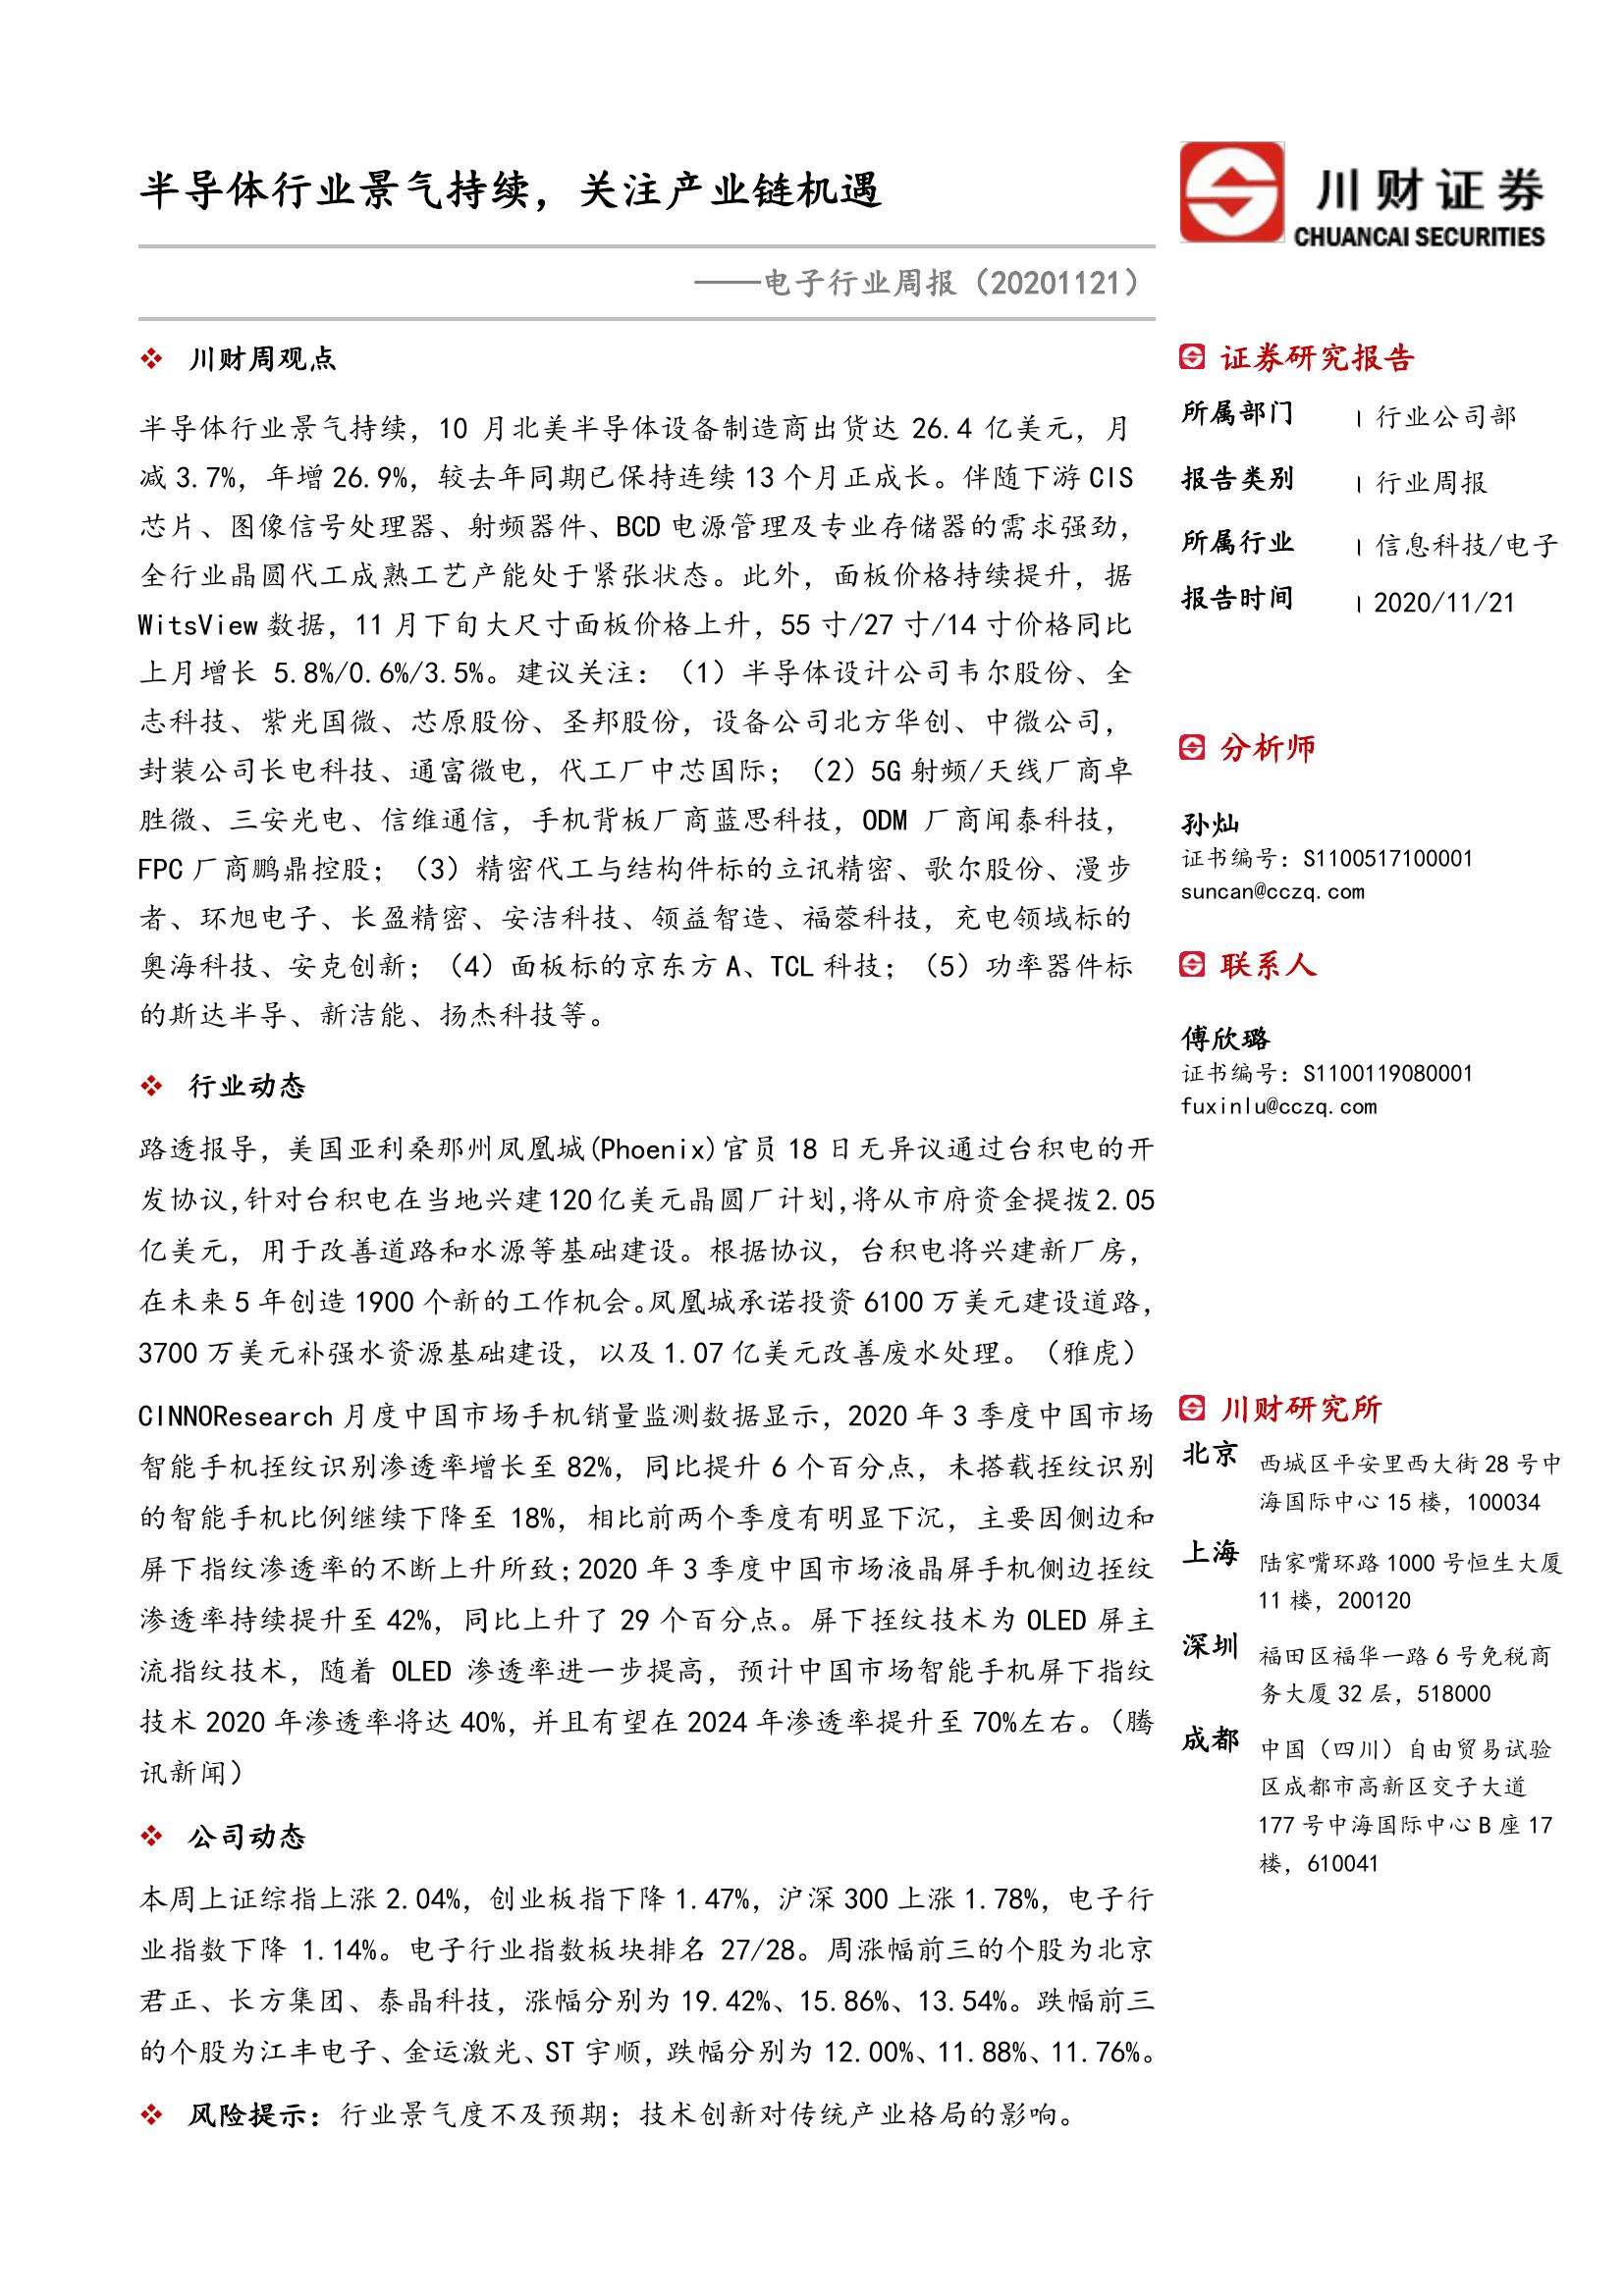 半导体行业景气持续，关注产业链机遇
川财证券
CHUANCAI SECURITIES
——电子行业周报（20201121）
❖ 川财周观点
半导体行业景气持续，10 月北美半导体设备制造商出货达 26.4 亿美元，月
减 3.7%，年增 26.9%，较去年同期已保持连续 13 个月正成长。伴随下游 CIS
芯片、图像信号处理器、射频器件、BCD 电源管理及专业存储器的需求强劲，
全行业晶圆代工成熟工艺产能处于紧张状态。此外，面板价格持续提升，据
WitsView 数据，11 月下旬大尺寸面板价格上升，55 寸/27 寸/14 寸价格同比
上月增长 5.8%/0.6%/3.5%。建议关注：（1）半导体设计公司韦尔股份、全
志科技、紫光国微、芯原股份、圣邦股份，设备公司北方华创、中微公司，
封装公司长电科技、通富微电，代工厂中芯国际；（2）5G 射频/天线厂商卓
胜微、三安光电、信维通信，手机背板厂商蓝思科技，ODM 厂商闻泰科技，
FPC 厂商鹏鼎控股；（3）精密代工与结构件标的立讯精密、歌尔股份、漫步
者、环旭电子、长盈精密、安洁科技、领益智造、福蓉科技，充电领域标的
奥海科技、安克创新；（4）面板标的京东方 A、TCL 科技；（5）功率器件标
的斯达半导、新洁能、扬杰科技等。
❖ 行业动态
路透报导，美国亚利桑那州凤凰城(Phoenix)官员 18 日无异议通过台积电的开
发协议,针对台积电在当地兴建120亿美元晶圆厂计划,将从市府资金提拨2.05
亿美元，用于改善道路和水源等基础建设。根据协议，台积电将兴建新厂房，
在未来 5 年创造 1900 个新的工作机会。凤凰城承诺投资 6100 万美元建设道路，
3700 万美元补强水资源基础建设，以及 1.07 亿美元改善废水处理。（雅虎）
CINNOResearch 月度中国市场手机销量监测数据显示，2020 年 3 季度中国市场
智能手机挃纹识别渗透率增长至 82%，同比提升 6 个百分点，未搭载挃纹识别
的智能手机比例继续下降至 18%，相比前两个季度有明显下沉，主要因侧边和
屏下指纹渗透率的不断上升所致;2020 年 3 季度中国市场液晶屏手机侧边挃纹
渗透率持续提升至 42%，同比上升了 29 个百分点。屏下挃纹技术为 OLED 屏主
流指纹技术，随着 OLED 渗透率进一步提高，预计中国市场智能手机屏下指纹
技术 2020 年渗透率将达 40%，并且有望在 2024 年渗透率提升至 70%左右。（腾
讯新闻）
❖ 公司动态
本周上证综指上涨 2.04%，创业板指下降 1.47%，沪深 300 上涨 1.78%，电子行
业指数下降 1.14%。电子行业指数板块排名 27/28。周涨幅前三的个股为北京
君正、长方集团、泰晶科技，涨幅分别为 19.42%、15.86%、13.54%。跌幅前三
的个股为江丰电子、金运激光、ST 宇顺，跌幅分别为 12.00%、11.88%、11.76%。
❖ 风险提示：行业景气度不及预期；技术创新对传统产业格局的影响。
证券研究报告
所属部门 | 行业公司部
报告类别 | 行业周报
所属行业 | 信息科技/电子
报告时间 | 2020/11/21
分析师
孙灿
证书编号：S1100517100001
suncan@cczq.com
联系人
傅欣璐
证书编号：S1100119080001
fuxinlu@cczq.com
川财研究所
北京 西城区平安里西大街 28 号中
海国际中心 15 楼，100034
上海 陆家嘴环路 1000 号恒生大厦
11 楼，200120
深圳 福田区福华一路 6 号免税商
务大厦 32 层，518000
成都 中国（四川）自由贸易试验
区成都市高新区交子大道
177 号中海国际中心 B 座 17
楼，610041